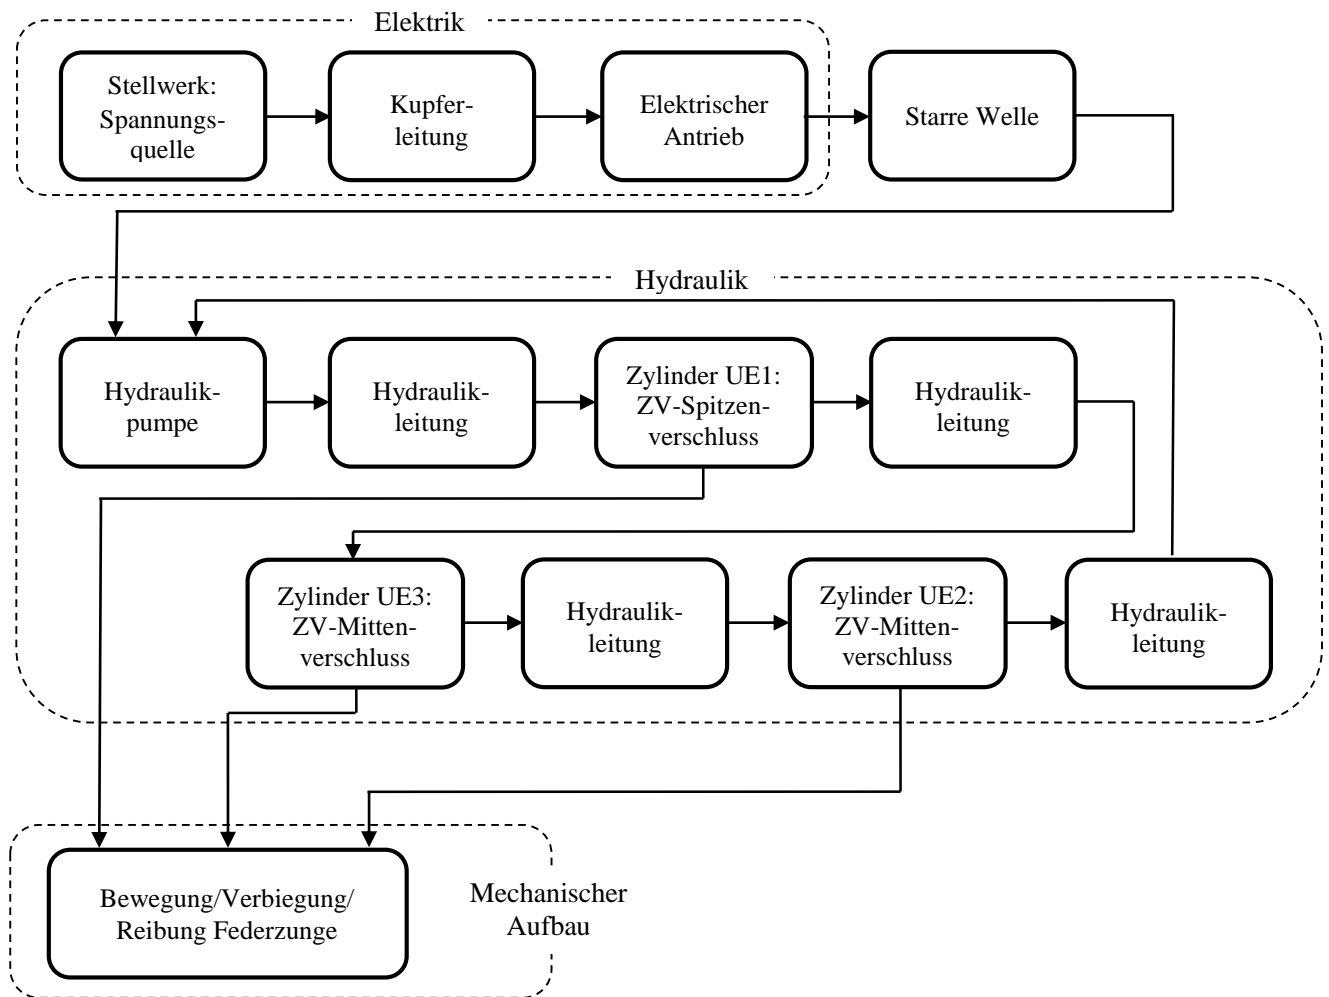 Elektrik
Stellwerk:
Spannungs-
quelle
Kupfer-
leitung
Elektrischer
Antrieb
Starre Welle
Hydraulik
Hydraulik-
pumpe
Hydraulik-
leitung
Zylinder UE1:
ZV-Spitzen-
verschluss
Hydraulik-
leitung
Zylinder UE3:
ZV-Mitten-
verschluss
Hydraulik-
leitung
Zylinder UE2:
ZV-Mitten-
verschluss
Hydraulik-
leitung
Bewegung/Verbiegung/
Reibung Federzunge
Mechanischer
Aufbau